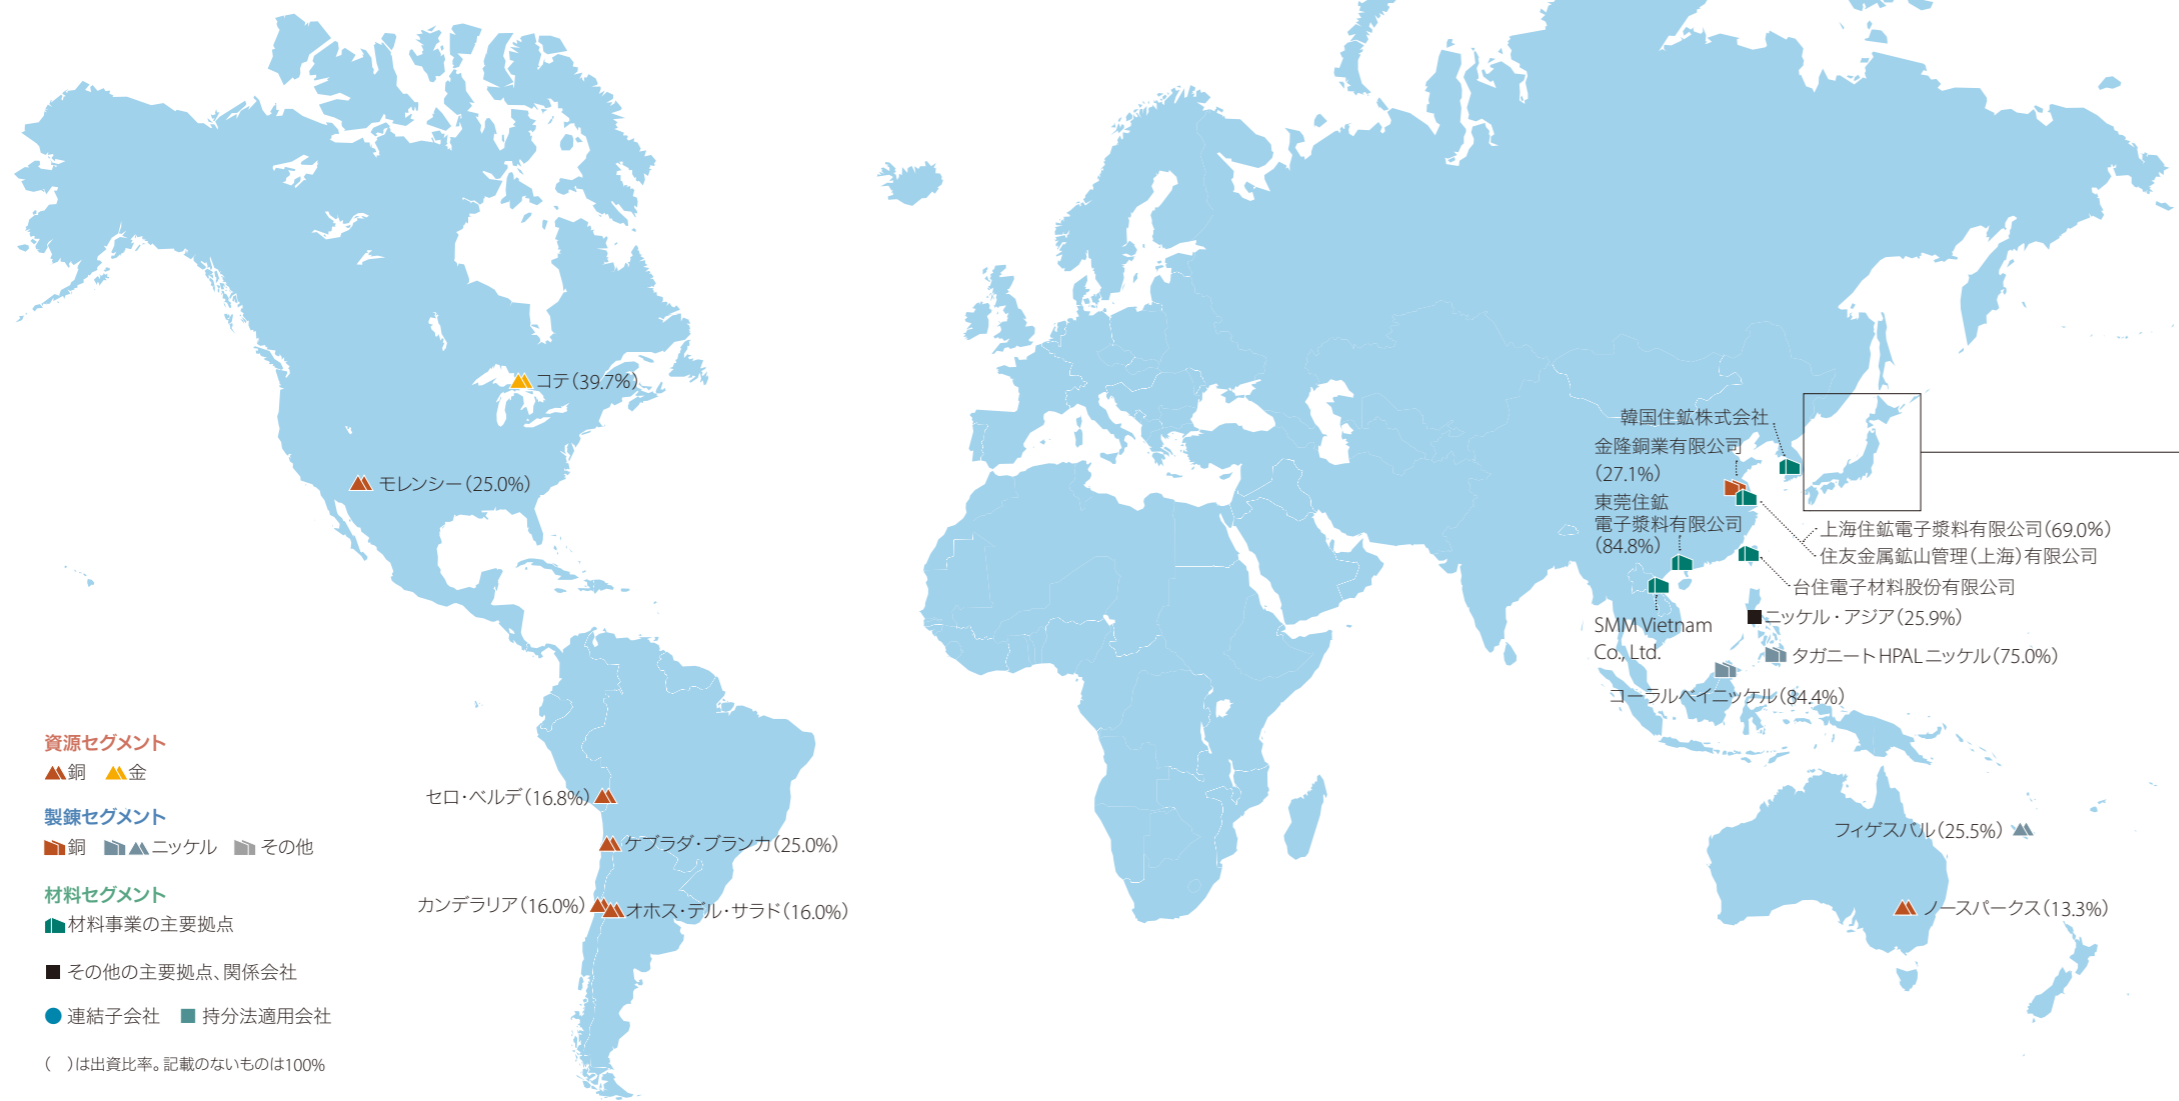 コテ(39.7%)
モレンシー(25.0%)
セロ・ベルデ(16.8%)
ケブラダ・ブランカ(25.0%)
カンデラリア(16.0%)
オホス・デル・サラド(16.0%)
韓国住鉱株式会社
金隆銅業有限公司
(27.1%)
東莞住鉱
電子漿料有限公司
(84.8%)
上海住鉱電子漿料有限公司(69.0%)
住友金属鉱山管理(上海)有限公司
台住電子材料股份有限公司
SMM Vietnam
Co., Ltd.
ニッケル・アジア(25.9%)
タガニートHPALニッケル(75.0%)
コーラルベイニッケル(84.4%)
フィゲスバル(25.5%)
ノースパークス(13.3%)
資源セグメント
銅 金
製錬セグメント
銅 ニッケル その他
材料セグメント
材料事業の主要拠点
その他の主要拠点、関係会社
連結子会社 持分法適用会社
( )は出資比率。記載のないものは100%